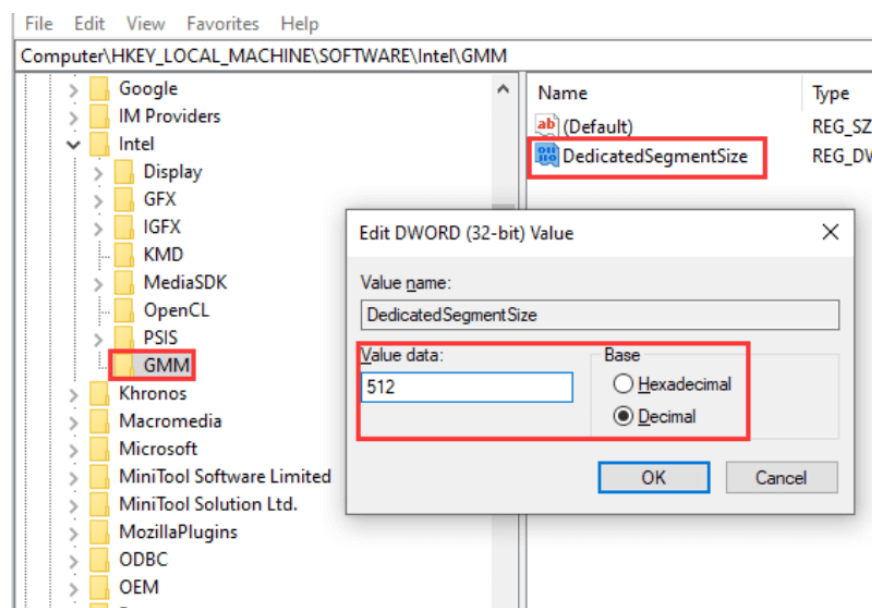 File Edit View Favorites Help
Computer\HKEY_LOCAL_MACHINE\SOFTWARE\Intel\GMM
Google
IM Providers
Intel
Display
GFX
IGFX
KMD
MediaSDK
OpenCL
PSIS
GMM
Khronos
Macromedia
Microsoft
MiniTool Software Limited
MiniTool Solution Ltd.
MozillaPlugins
ODBC
OEM
Name Type
(Default) REG_SZ
DedicatedSegmentSize REG_DW
Edit DWORD (32-bit) Value
Value name:
DedicatedSegmentSize
Value data:
512
Base
Hexadecimal
Decimal
OK Cancel